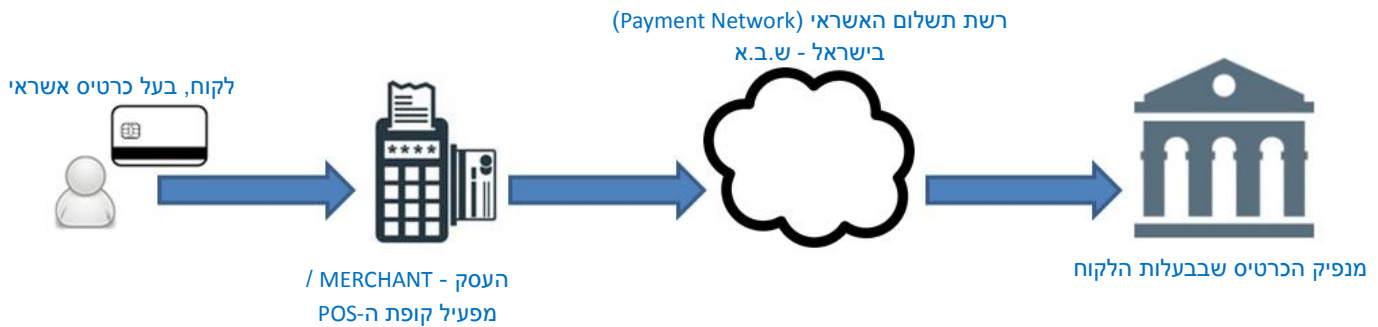 רשת תשלום האשראי (Payment Network)
בישראל - ש.ב.א
לקוח, בעל כרטיס אשראי
****
מנפיק הכרטיס שבבעלות הלקוח
העסק - MERCHANT /
מפעיל קופת ה-POS